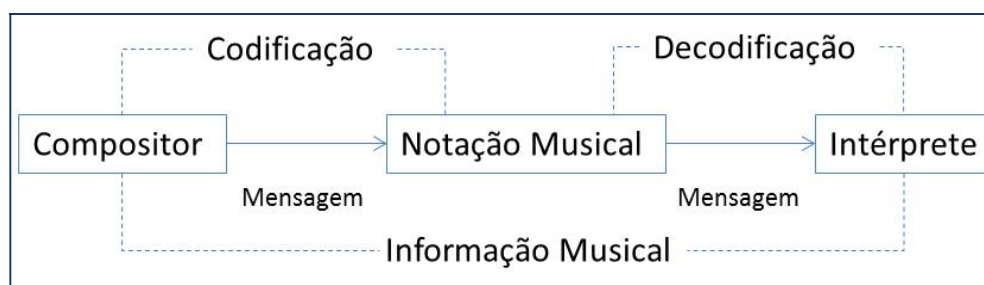 Codificação
Decodificação
Compositor
Notação Musical
Intérprete
Mensagem
Mensagem
Informação Musical